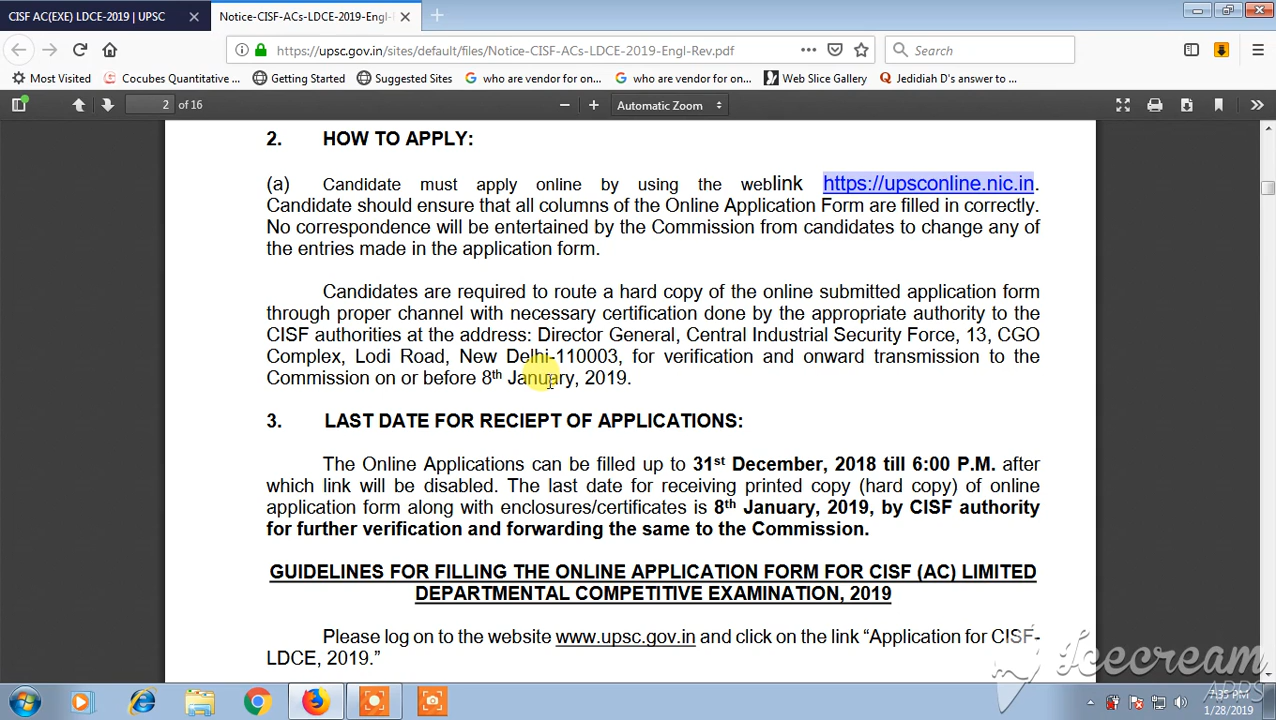 CISF AC(EXE) LDCE-2019 | UPSC
Notice-CISF-ACs-LDCE-2019-Engl-
https://upsc.gov.in/sites/default/files/Notice-CISF-ACs-LDCE-2019-Engl-Rev.pdf
Search
Most Visited
Cocubes Quantitative ...
Getting Started
Suggested Sites
who are vendor for on...
who are vendor for on...
Web Slice Gallery
Jedidiah D's answer to ...
2 of 16
Automatic Zoom
2. HOW TO APPLY:
(a) Candidate must apply online by using the weblink https://upsconline.nic.in.
Candidate should ensure that all columns of the Online Application Form are filled in correctly.
No correspondence will be entertained by the Commission from candidates to change any of
the entries made in the application form.
Candidates are required to route a hard copy of the online submitted application form
through proper channel with necessary certification done by the appropriate authority to the
CISF authorities at the address: Director General, Central Industrial Security Force, 13, CGO
Complex, Lodi Road, New Delhi-110003, for verification and onward transmission to the
Commission on or before 8th January, 2019.
3. LAST DATE FOR RECIEPT OF APPLICATIONS:
The Online Applications can be filled up to 31st December, 2018 till 6:00 P.M. after
which link will be disabled. The last date for receiving printed copy (hard copy) of online
application form along with enclosures/certificates is 8th January, 2019, by CISF authority
for further verification and forwarding the same to the Commission.
GUIDELINES FOR FILLING THE ONLINE APPLICATION FORM FOR CISF (AC) LIMITED
DEPARTMENTAL COMPETITIVE EXAMINATION, 2019
Please log on to the website www.upsc.gov.in and click on the link “Application for CISF-
LDCE, 2019.”
Icecream
APPS
7:35 PM
1/28/2019